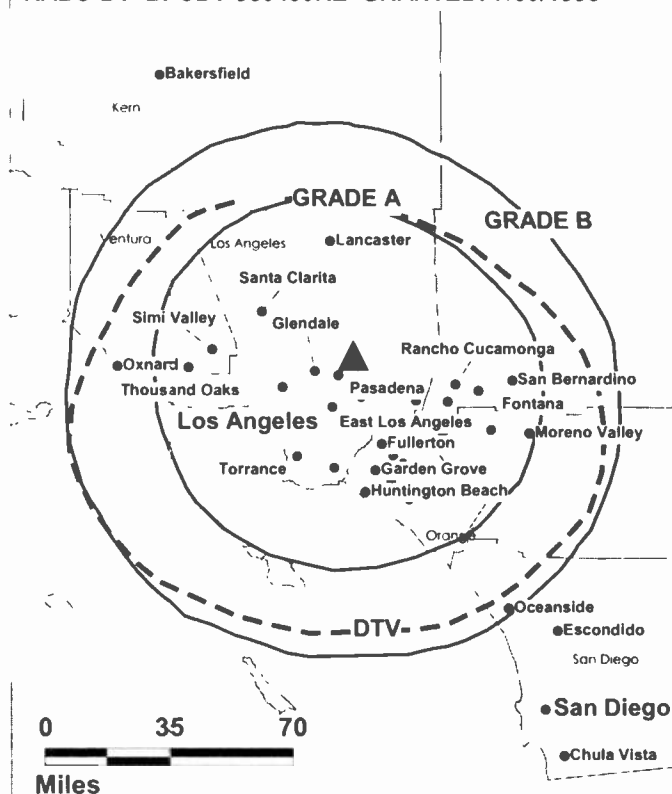 Bakersfield
Kern
GRADE A
GRADE B
Ventura
Los Angeles
Lancaster
Santa Clarita
Simi Valley
Glendale
Rancho Cucamonga
Oxnard
Pasadena
San Bernardino
Thousand Oaks
Fontana
Los Angeles
East Los Angeles
Moreno Valley
Fullerton
Torrance
Garden Grove
Huntington Beach
Orange
Oceanside
DTV
Escondido
San Diego
San Diego
0 35 70
Chula Vista
Miles